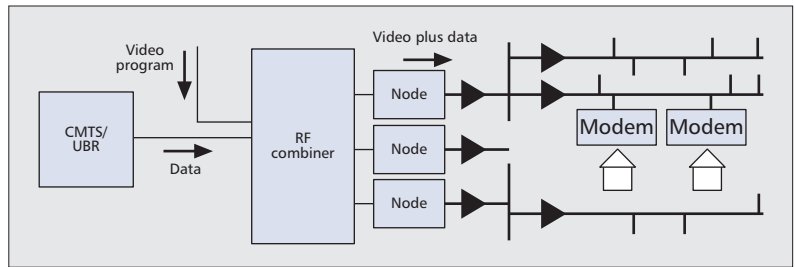 Video
program
Video plus data
CMTS/
UBR
Data
RF
combiner
Node
Node
Node
Modem
Modem